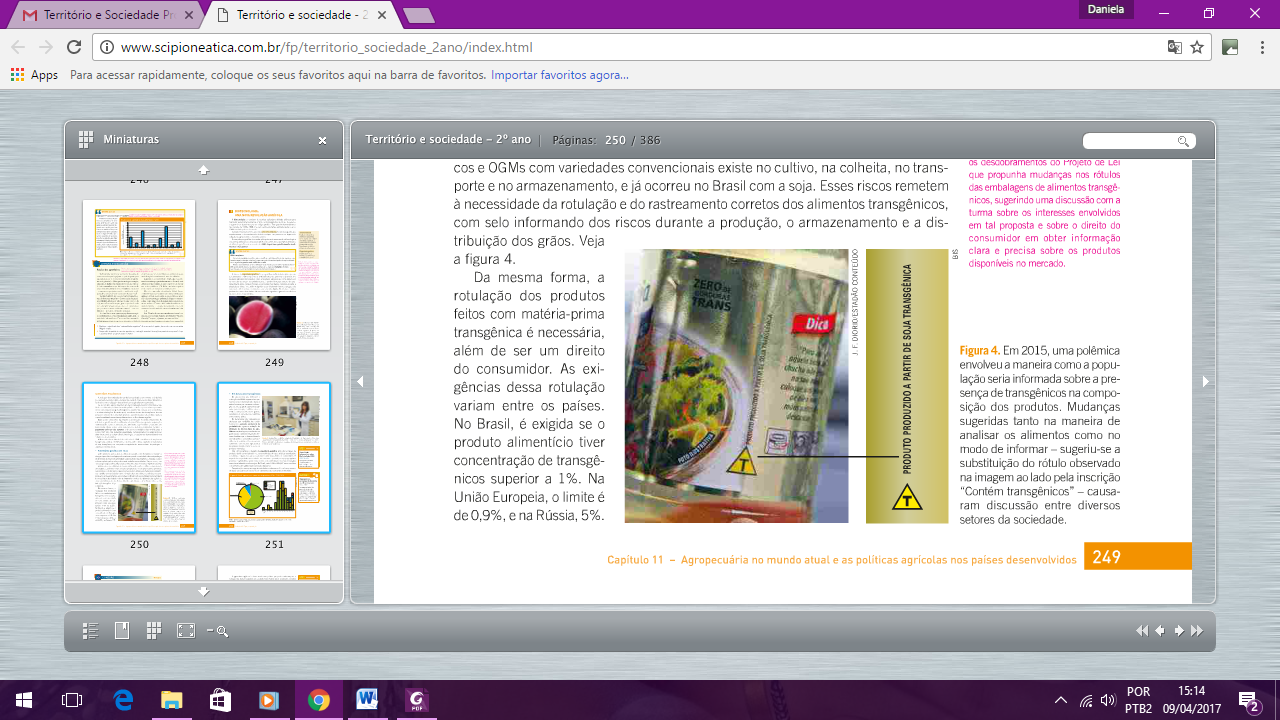 Território e Sociedade Pr
Território e sociedade - 2
Daniela
www.scipioneatica.com.br/fp/territorio_sociedade_2ano/index.html
Apps
Para acessar rapidamente, coloque os seus favoritos aqui na barra de favoritos. Importar favoritos agora...
Miniaturas
248
249
250
251
Território e sociedade – 2º ano
Páginas: 250 / 386
cos e OGMs com variedades convencionais existe no cultivo, na colheita, no trans-
porte e no armazenamento, e já ocorreu no Brasil com a soja. Esses riscos remetem
à necessidade da rotulação e do rastreamento corretos dos alimentos transgênicos,
com selo informando dos riscos durante a produção, o armazenamento e a dis-
tribuição dos grãos. Veja
a figura 4.
Da mesma forma, a
rotulação dos produtos
feitos com matéria-prima
transgênica é necessária,
além de ser um direito
do consumidor. As exi-
gências dessa rotulação
variam entre os países.
No Brasil, é exigida se o
produto alimentício tiver
concentração de transgê-
nicos superior a 1%. Na
União Europeia, o limite é
de 0,9%, e na Rússia, 5%.
Dica
T
J. F. DIORIO/ESTADÃO CONTEÚDO
PRODUTO PRODUZIDO A PARTIR DE SOJA TRANSGÊNICA
T
os desdobramentos do Projeto de Lei
que propunha mudanças nos rótulos
das embalagens de alimentos transgê-
nicos, sugerindo uma discussão com a
turma sobre os interesses envolvidos
em tal proposta e sobre o direito do
consumidor em obter informação
clara e precisa sobre os produtos
disponíveis no mercado.
Figura 4. Em 2015, uma polêmica
envolveu a maneira como a popu-
lação seria informada sobre a pre-
sença de transgênicos na compo-
sição dos produtos. Mudanças
sugeridas tanto na maneira de
analisar os alimentos como no
modo de informar – sugeriu-se a
substituição do rótulo observado
na imagem ao lado pela inscrição
“Contém transgênicos” – causa-
ram discussão entre diversos
setores da sociedade.
Capítulo 11 – Agropecuária no mundo atual e as políticas agrícolas nos países desenvolvidos
249
POR
PTB2
15:14
09/04/2017
2